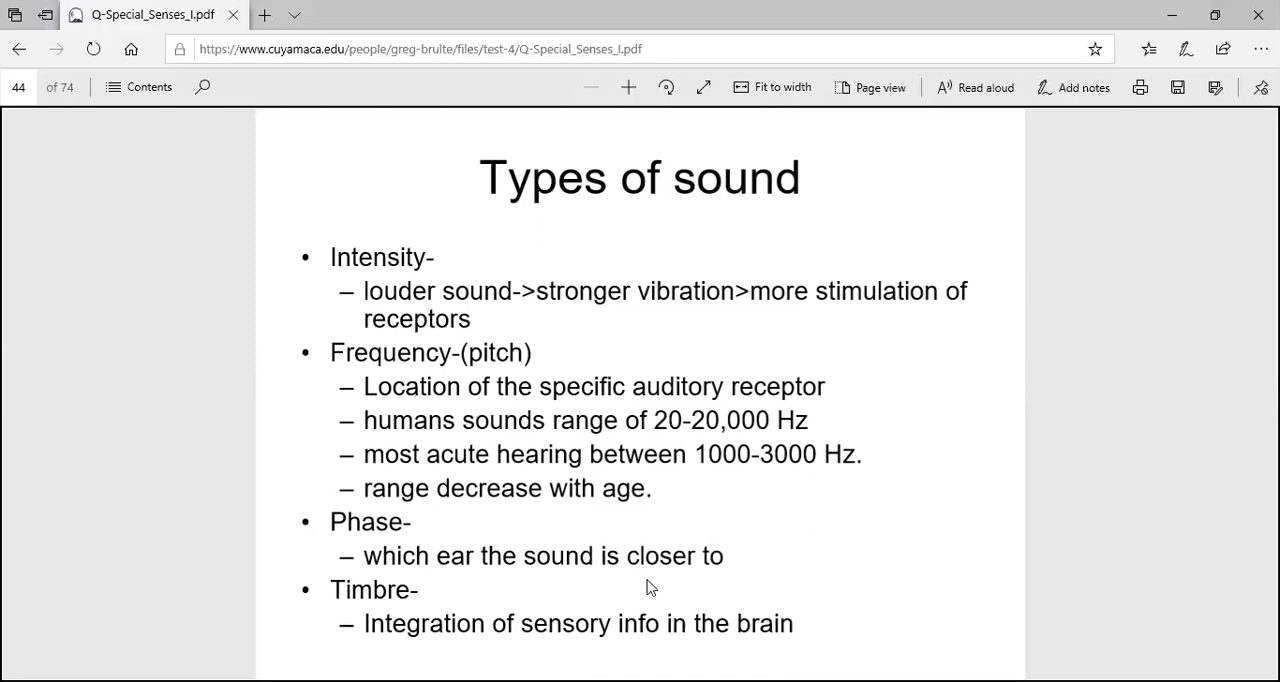 Q-Special_Senses_I.pdf
https://www.cuyamaca.edu/people/greg-brulte/files/test-4/Q-Special_Senses_I.pdf
44 of 74 Contents Fit to width Page view Read aloud Add notes
Types of sound
• Intensity-
– louder sound->stronger vibration>more stimulation of
receptors
• Frequency-(pitch)
– Location of the specific auditory receptor
– humans sounds range of 20-20,000 Hz
– most acute hearing between 1000-3000 Hz.
– range decrease with age.
• Phase-
– which ear the sound is closer to
• Timbre-
– Integration of sensory info in the brain